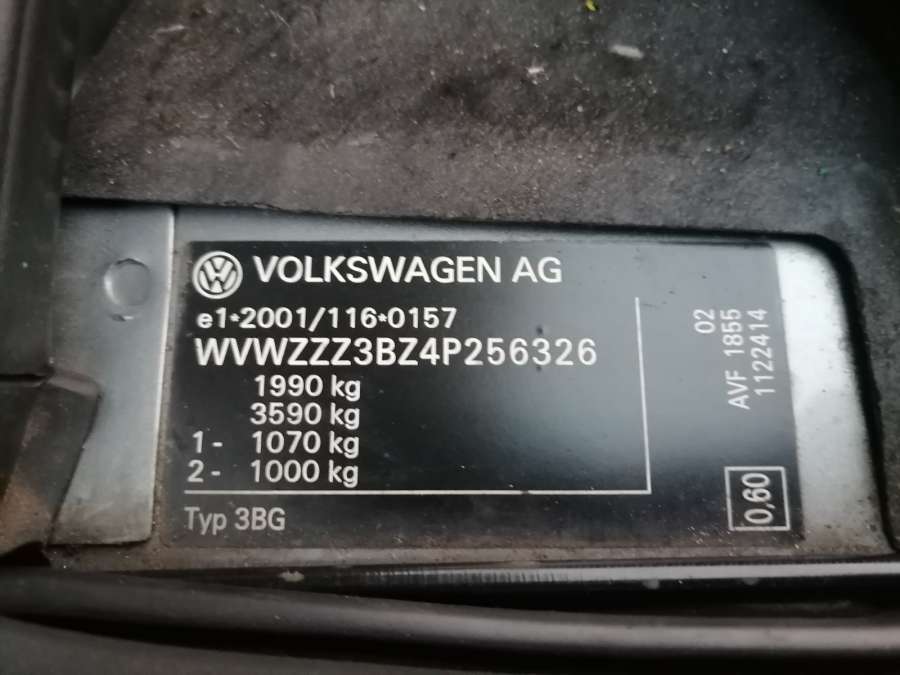 VOLKSWAGEN AG
e1*2001/116*0157
WVWZZZ3BZ4P256326
1990 kg
3590 kg
1- 1070 kg
2- 1000 kg
Typ 3BG
02
AVF 1855
1122414
0,60